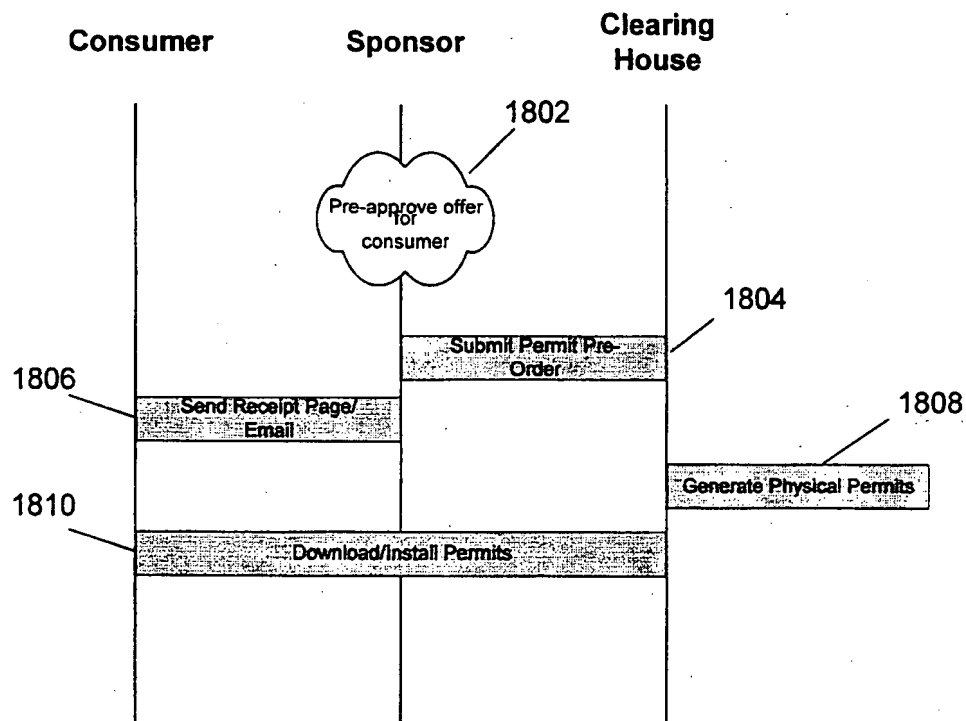 Consumer
Sponsor
Clearing
House
1802
Pre-approve offer
for
consumer
1804
Submit Permit Pre-
Order
1806
Send Receipt Page/
Email
1808
Generate Physical Permits
1810
Download/Install Permits